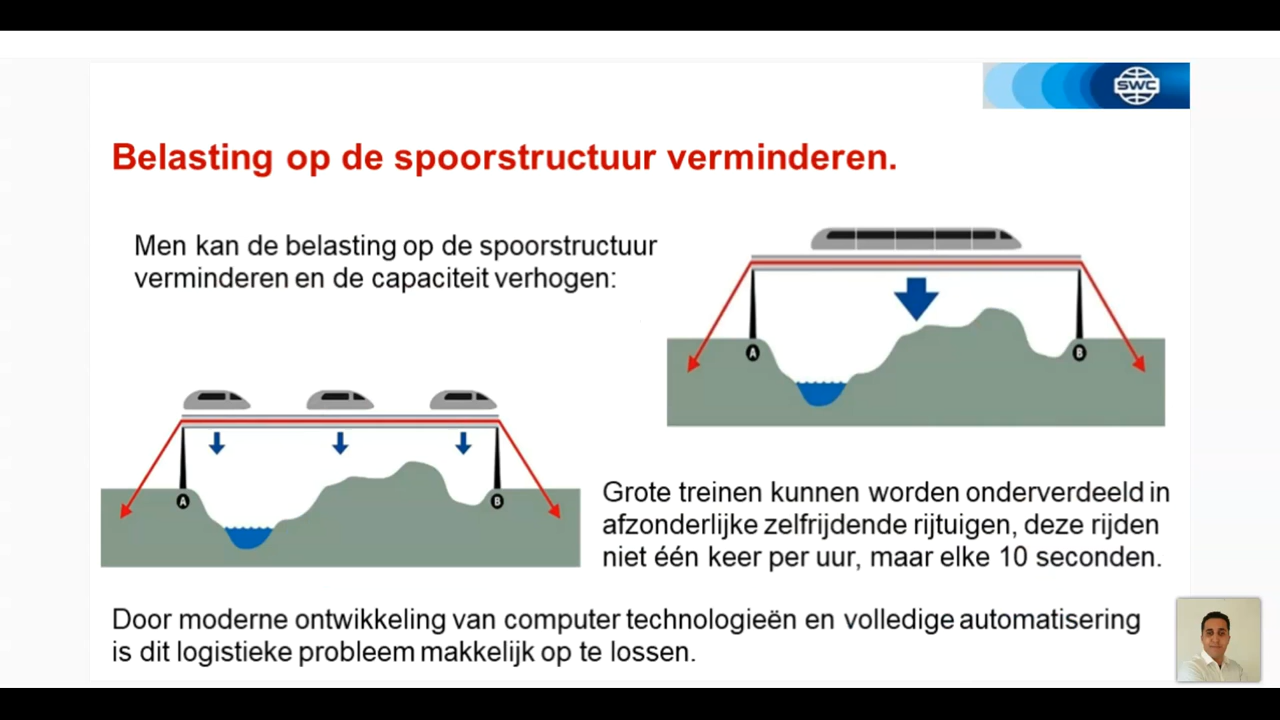 SWC
Belasting op de spoorstructuur verminderen.
Men kan de belasting op de spoorstructuur
verminderen en de capaciteit verhogen:
A
B
A
B
Grote treinen kunnen worden onderverdeeld in
afzonderlijke zelfrijdende rijtuigen, deze rijden
niet één keer per uur, maar elke 10 seconden.
Door moderne ontwikkeling van computer technologieën en volledige automatisering
is dit logistieke probleem makkelijk op te lossen.